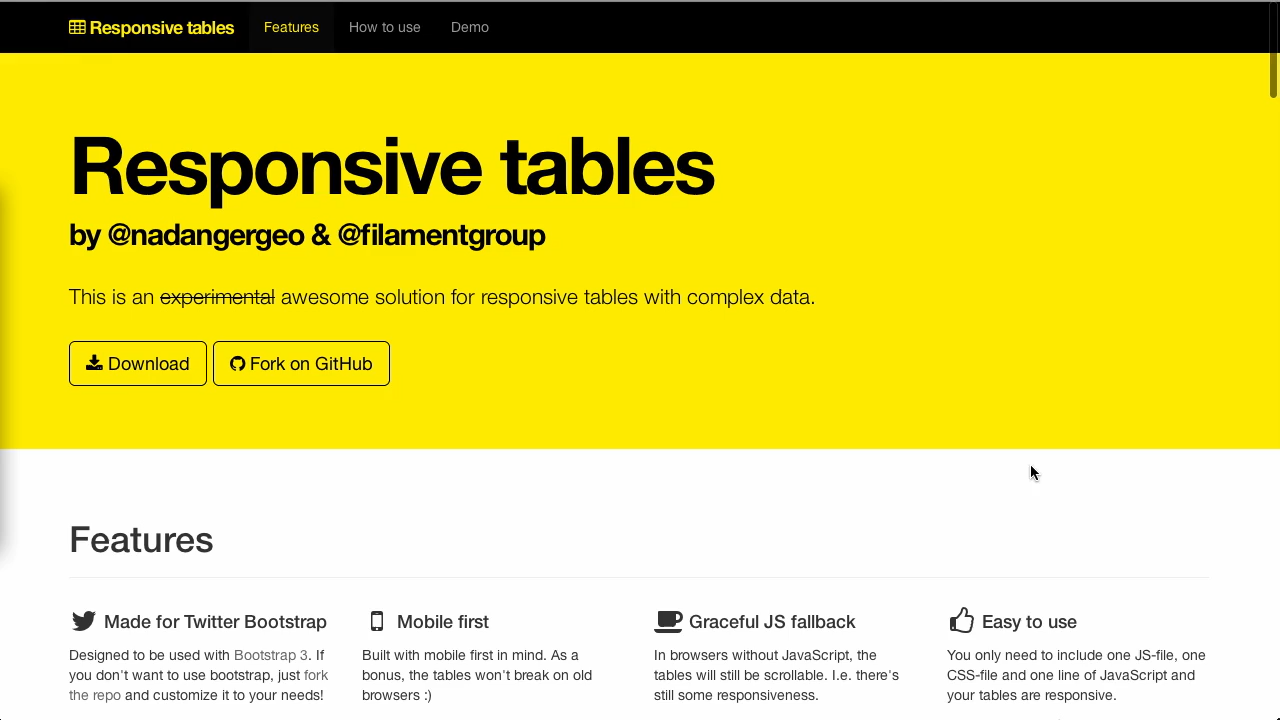 Responsive tables Features How to use Demo
Responsive tables
by @nadangergeo & @filamentgroup
This is an experimental awesome solution for responsive tables with complex data.
Download Fork on GitHub
Features
Made for Twitter Bootstrap
Designed to be used with Bootstrap 3. If
you don't want to use bootstrap, just fork
the repo and customize it to your needs!
Mobile first
Built with mobile first in mind. As a
bonus, the tables won't break on old
browsers :)
Graceful JS fallback
In browsers without JavaScript, the
tables will still be scrollable. I.e. there's
still some responsiveness.
Easy to use
You only need to include one JS-file, one
CSS-file and one line of JavaScript and
your tables are responsive.